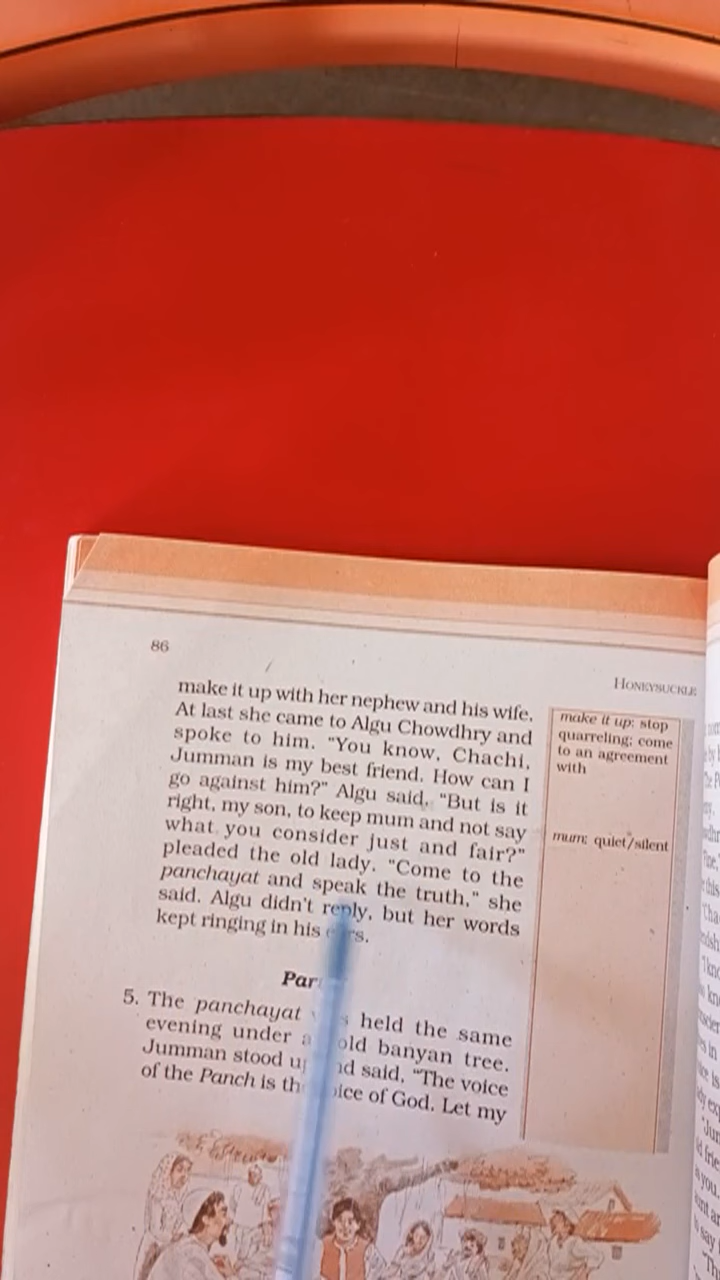 86
HONEYSUCKLE
make it up with her nephew and his wife.
At last she came to Algu Chowdhry and
spoke to him. "You know, Chachi,
Jumman is my best friend. How can I
go against him?" Algu said. "But is it
right, my son, to keep mum and not say
what you consider just and fair?"
pleaded the old lady. "Come to the
panchayat and speak the truth," she
said. Algu didn't reply, but her words
kept ringing in his
make it up: stop
quarreling; come
to an agreement
with
mum: quiet/silent
5. The panchayat held the same
evening under old banyan tree.
Jumman stood and said, "The voice
of the Panch is voice of God. Let my